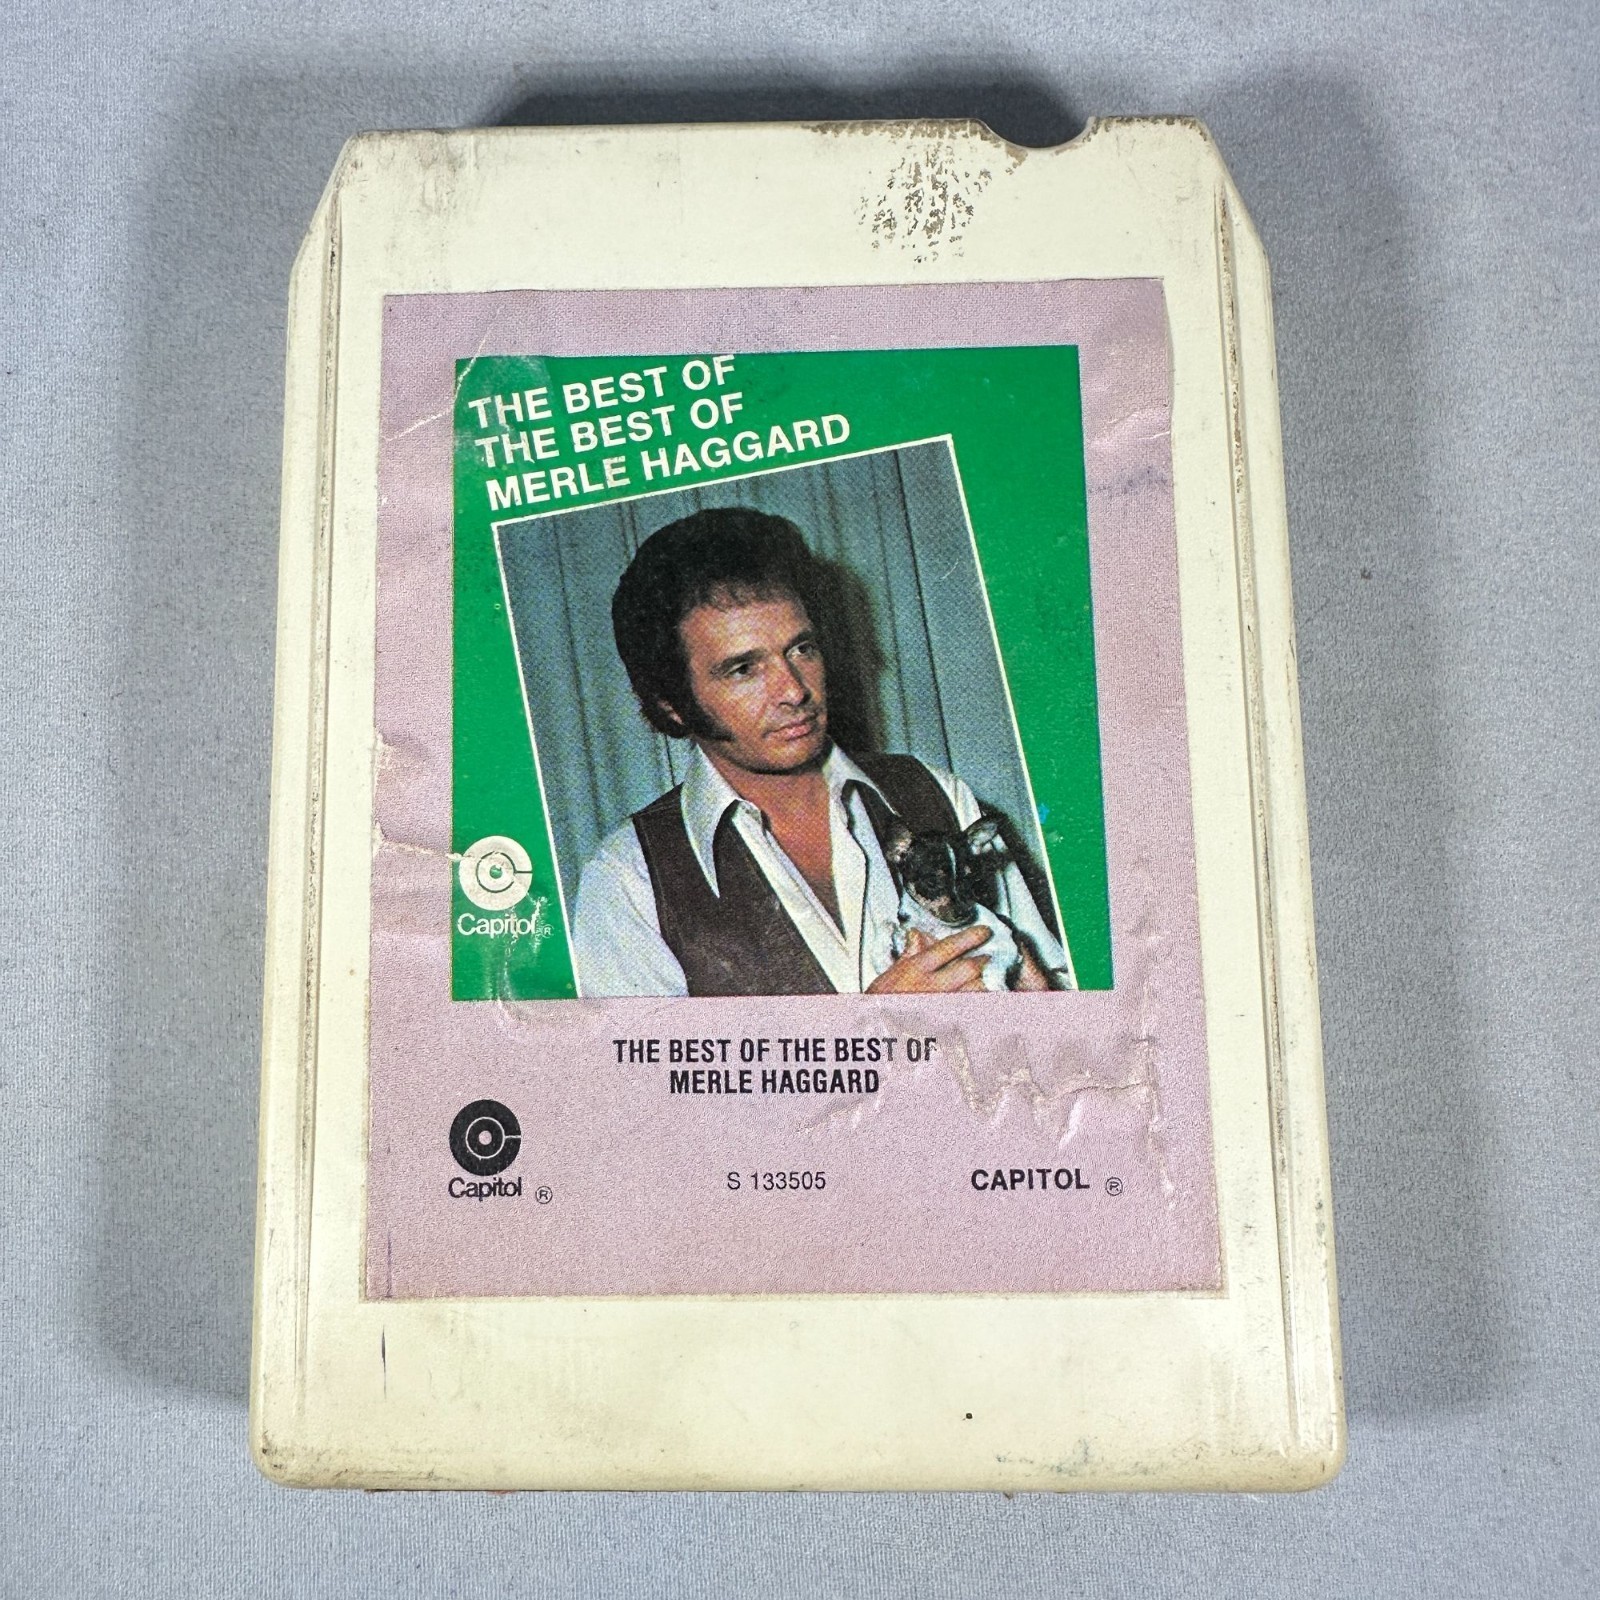 THE BEST OF
THE BEST OF
MERLE HAGGARD
Capitol®
THE BEST OF THE BEST OF
MERLE HAGGARD
Capitol ®
S 133505
CAPITOL ®